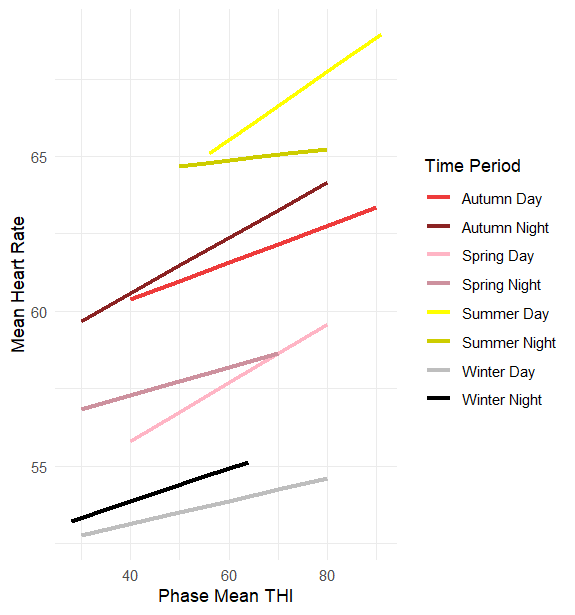 65
60
55
40 60 80
Phase Mean THI
Mean Heart Rate
Time Period
Autumn Day
Autumn Night
Spring Day
Spring Night
Summer Day
Summer Night
Winter Day
Winter Night